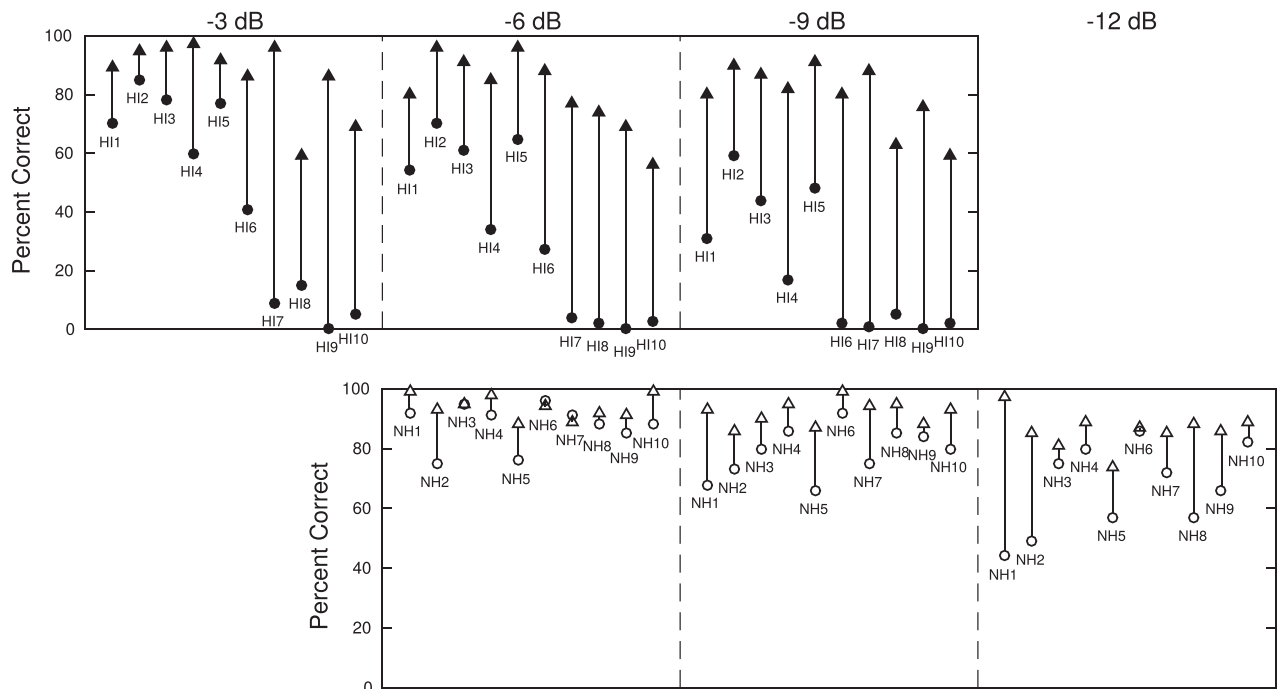 -3 dB -6 dB -9 dB -12 dB
Percent Correct
100
80
60
40
20
0
HI1 HI2 HI3 HI4 HI5 HI6 HI7 HI8 HI9 HI10
HI1 HI2 HI3 HI4 HI5 HI6 HI7 HI8 HI9 HI10
HI1 HI2 HI3 HI4 HI5 HI6 HI7 HI8 HI9 HI10
Percent Correct
100
80
60
40
20
0
NH1 NH2 NH3 NH4 NH5 NH6 NH7 NH8 NH9 NH10
NH1 NH2 NH3 NH4 NH5 NH6 NH7 NH8 NH9 NH10
NH1 NH2 NH3 NH4 NH5 NH6 NH7 NH8 NH9 NH10